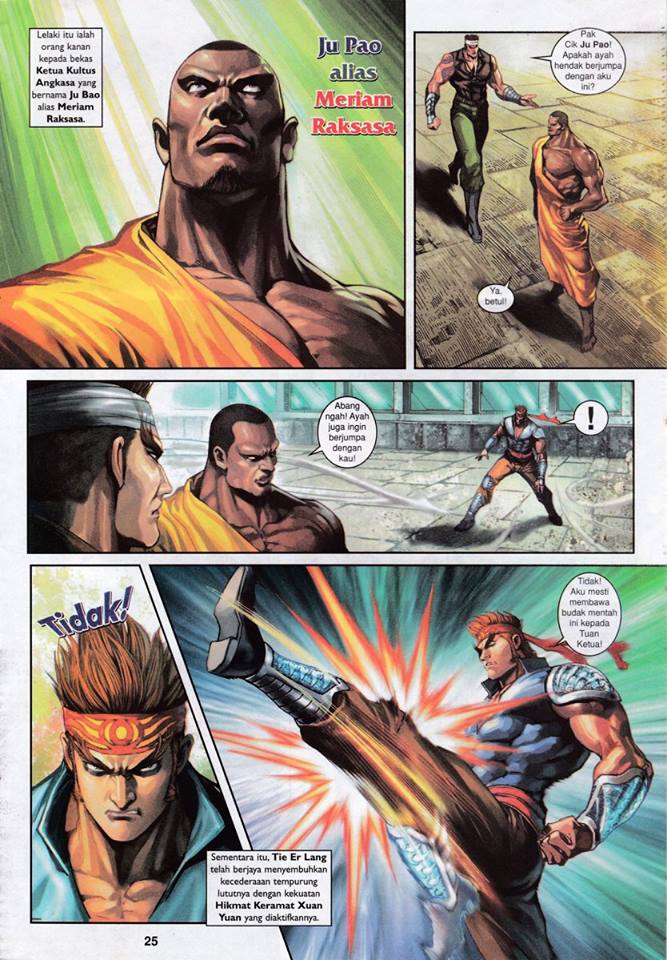 Lelaki itu ialah
orang kanan
kepada bekas
Ketua Kultus
Angkasa yang
bernama Ju Bao
alias Meriam
Raksasa.
Ju Pao
alias
Meriam
Raksasa
Pak
Cik Ju Pao!
Apakah ayah
hendak berjumpa
dengan aku
ini?
Ya,
betul!
Abang
ngah! Ayah
juga ingin
berjumpa
dengan
kau!
!
Tidak!
Tidak!
Aku mesti
membawa
budak mentah
ini kepada
Tuan
Ketua!
Sementara itu, Tie Er Lang
telah berjaya menyembuhkan
kecederaaan tempurung
lututnya dengan kekuatan
Hikmat Keramat Xuan
Yuan yang diaktifkannya.
25